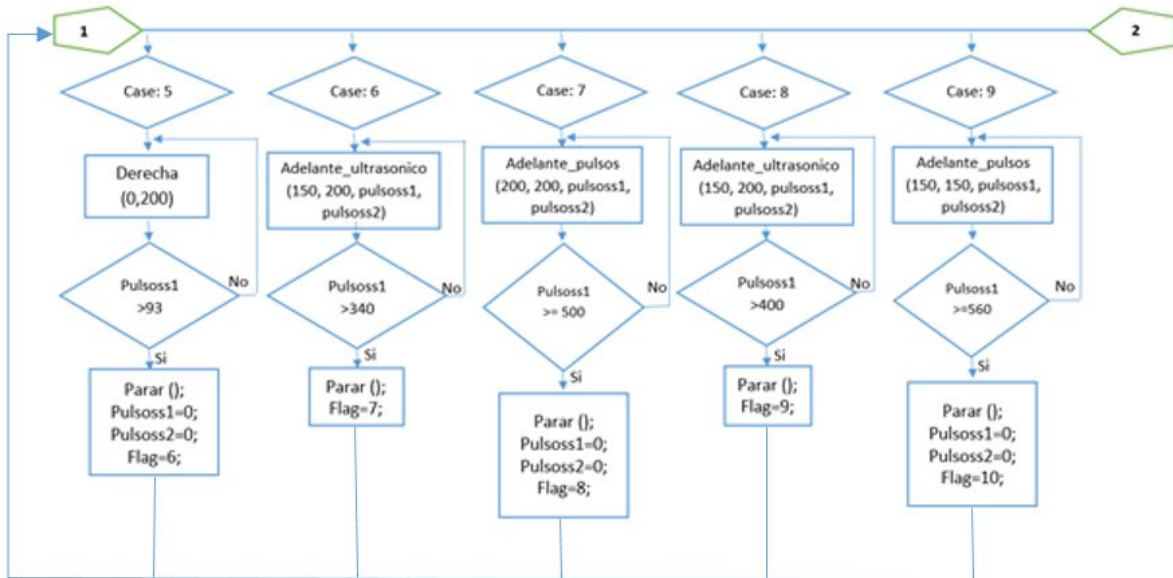 1
2
Case: 5
Case: 6
Case: 7
Case: 8
Case: 9
Derecha
(0,200)
Adelante_ultrasonico
(150, 200, pulsoss1,
pulsoss2)
Adelante_pulsos
(200, 200, pulsoss1,
pulsoss2)
Adelante_ultrasonico
(150, 200, pulsoss1,
pulsoss2)
Adelante_pulsos
(150, 150, pulsoss1,
pulsoss2)
Pulsoss1
>93
No
Pulsoss1
>340
No
Pulsoss1
>= 500
No
Pulsoss1
>400
No
Pulsoss1
>=560
No
Si
Si
Si
Si
Si
Parar ();
Pulsoss1=0;
Pulsoss2=0;
Flag=6;
Parar ();
Flag=7;
Parar ();
Pulsoss1=0;
Pulsoss2=0;
Flag=8;
Parar ();
Flag=9;
Parar ();
Pulsoss1=0;
Pulsoss2=0;
Flag=10;